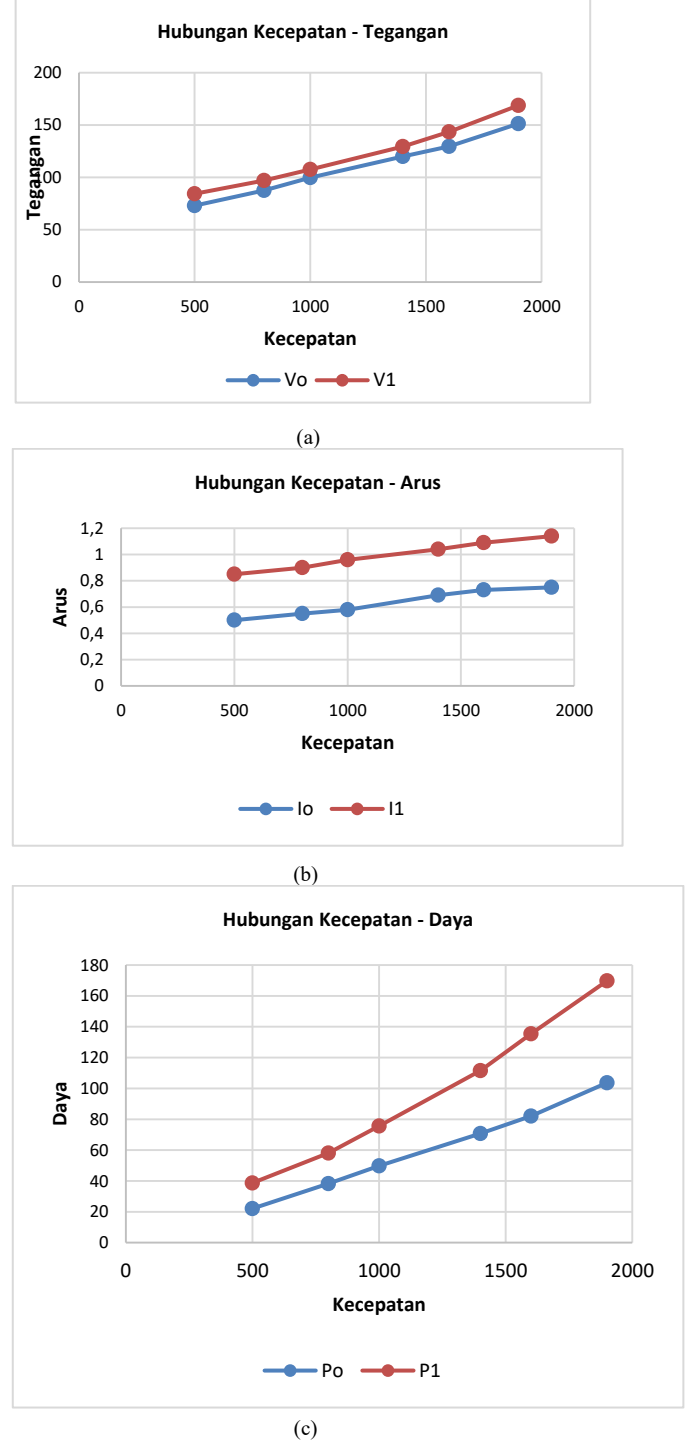 Hubungan Kecepatan - Tegangan
200
150
100
50
0
Tegangan
0 500 1000 1500 2000
Kecepatan
Vo V1
(a)
Hubungan Kecepatan - Arus
1,2
1
0,8
0,6
0,4
0,2
0
Arus
0 500 1000 1500 2000
Kecepatan
Io I1
(b)
Hubungan Kecepatan - Daya
180
160
140
120
100
80
60
40
20
0
Daya
0 500 1000 1500 2000
Kecepatan
Po P1
(c)